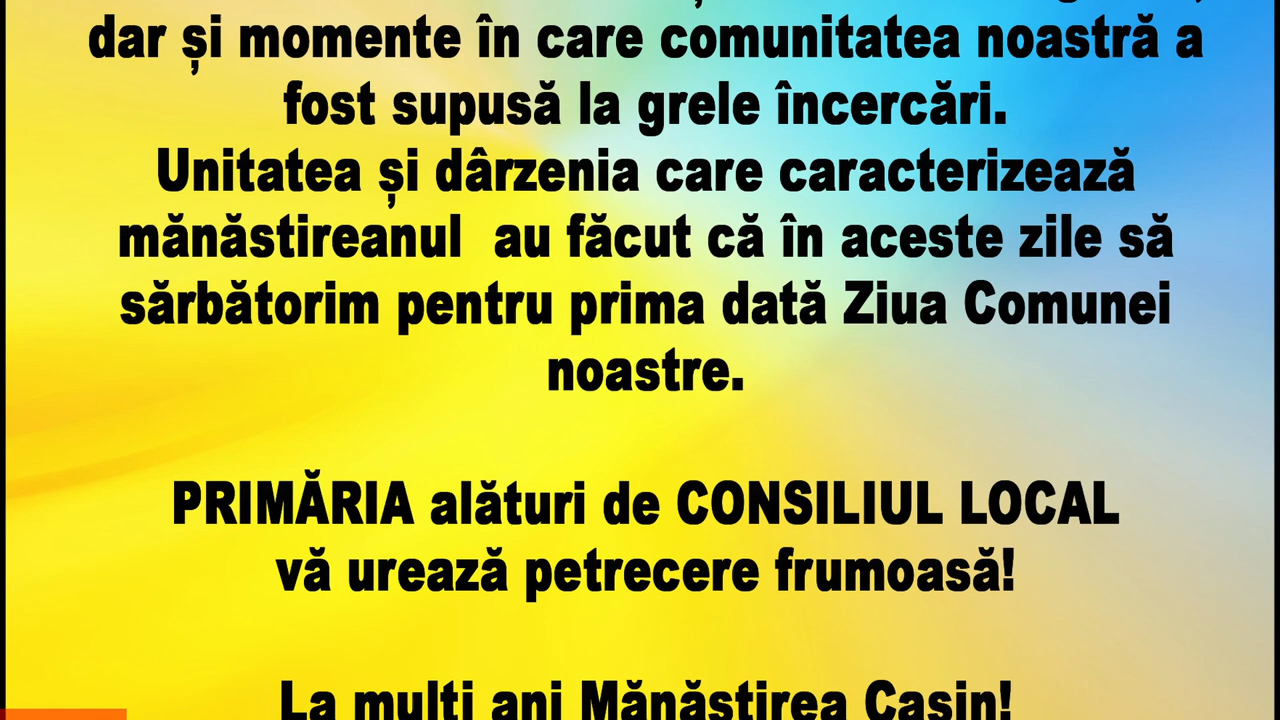 dar și momente în care comunitatea noastră a
fost supusă la grele încercări.
Unitatea și dârzenia care caracterizează
mănăstireanul au făcut că în aceste zile să
sărbătorim pentru prima dată Ziua Comunei
noastre.
PRIMĂRIA alături de CONSILIUL LOCAL
vă urează petrecere frumoasă!
La mulți ani Mănăstirea Cașin!